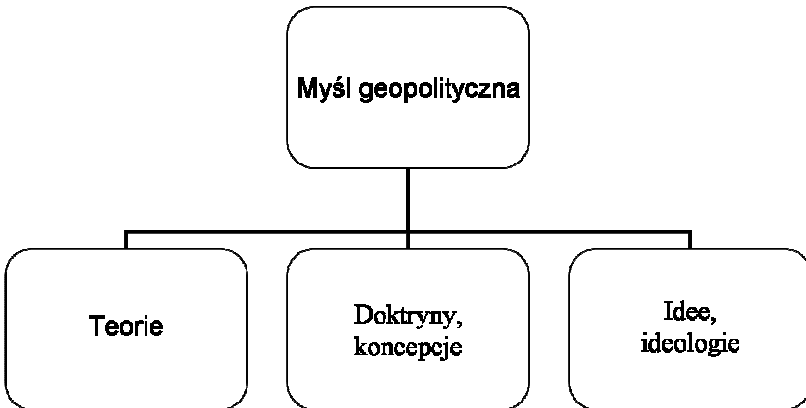 Myśl geopolityczna
Teorie
Doktryny,
koncepcje
Idee,
ideologie